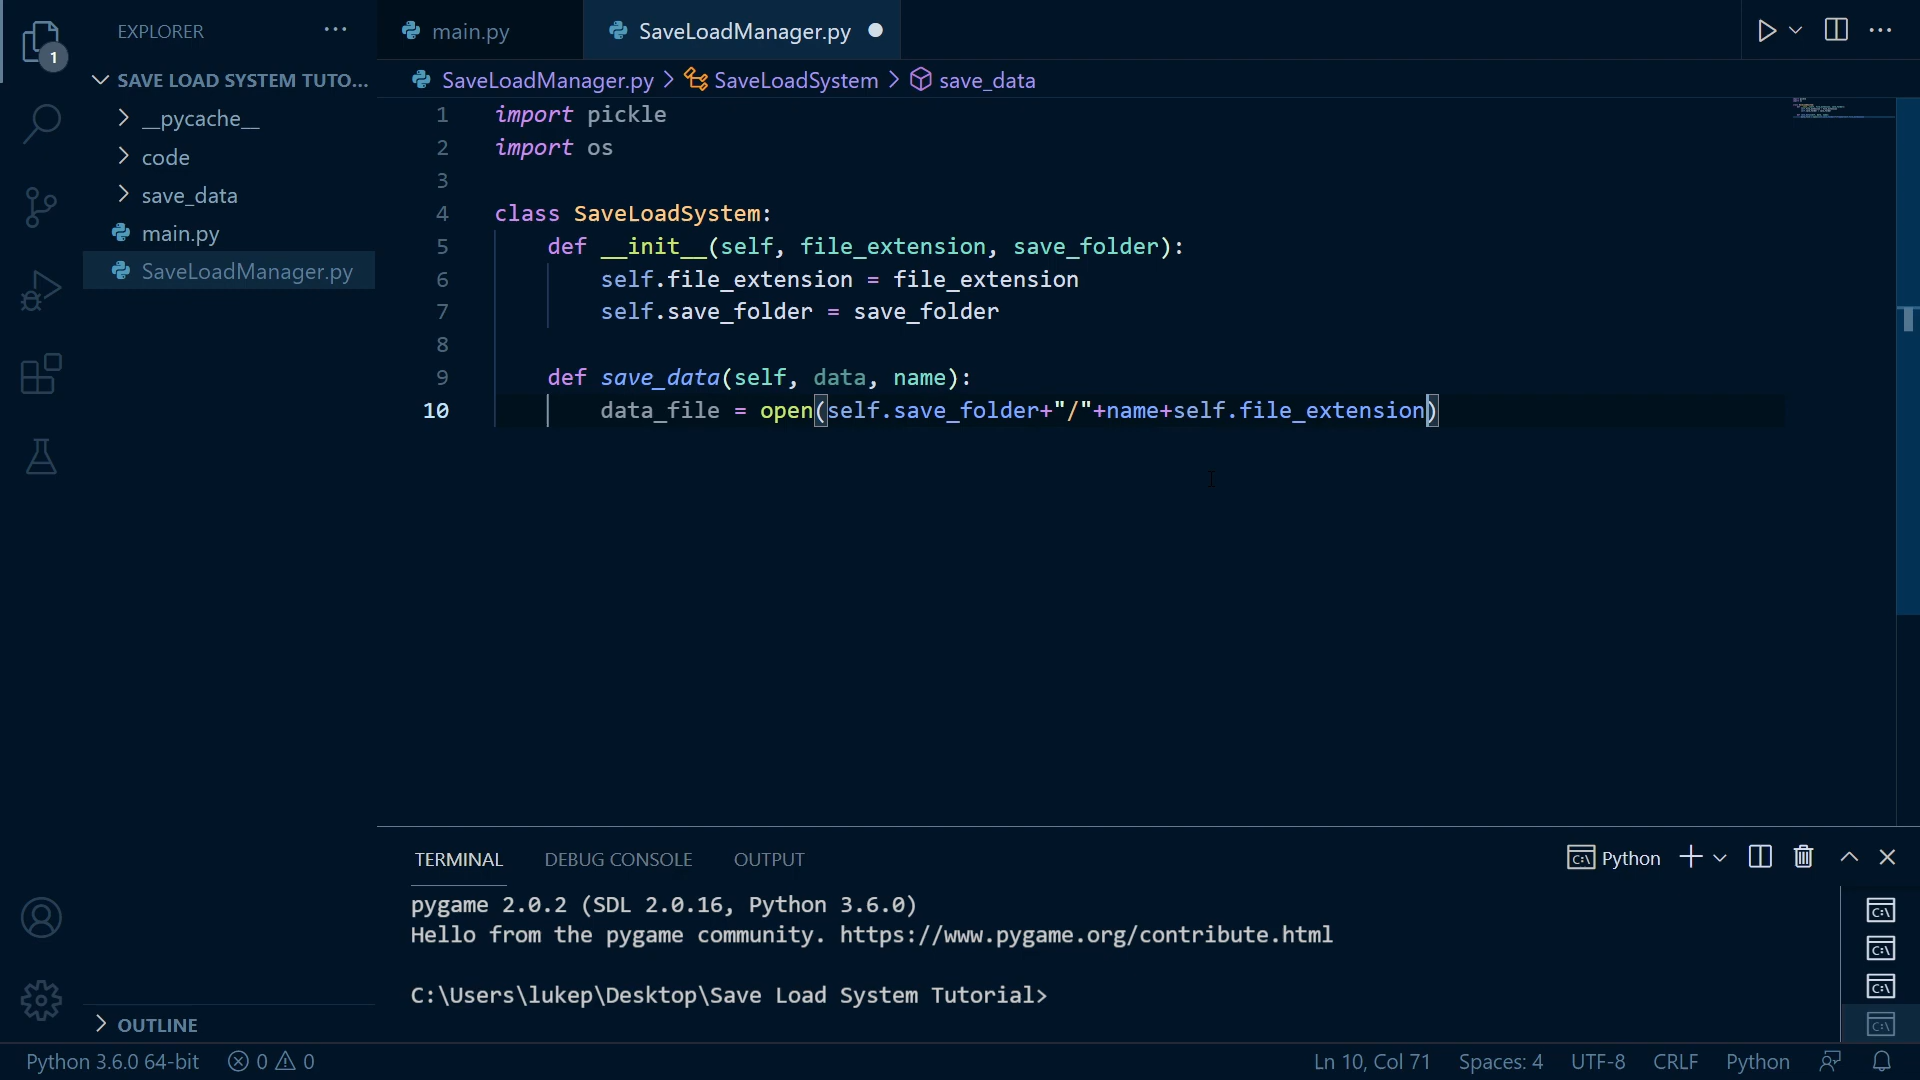 EXPLORER
1
SAVE LOAD SYSTEM TUTO...
__pycache__
code
save_data
main.py
SaveLoadManager.py
OUTLINE
main.py
SaveLoadManager.py
SaveLoadManager.py > SaveLoadSystem > save_data
1 import pickle
2 import os
3
4 class SaveLoadSystem:
5 def __init__(self, file_extension, save_folder):
6 self.file_extension = file_extension
7 self.save_folder = save_folder
8
9 def save_data(self, data, name):
10 data_file = open(self.save_folder+"/"+name+self.file_extension)
TERMINAL DEBUG CONSOLE OUTPUT
Python
pygame 2.0.2 (SDL 2.0.16, Python 3.6.0)
Hello from the pygame community. https://www.pygame.org/contribute.html
C:\Users\lukep\Desktop\Save Load System Tutorial>
Python 3.6.0 64-bit 0 0
Ln 10, Col 71 Spaces: 4 UTF-8 CRLF Python